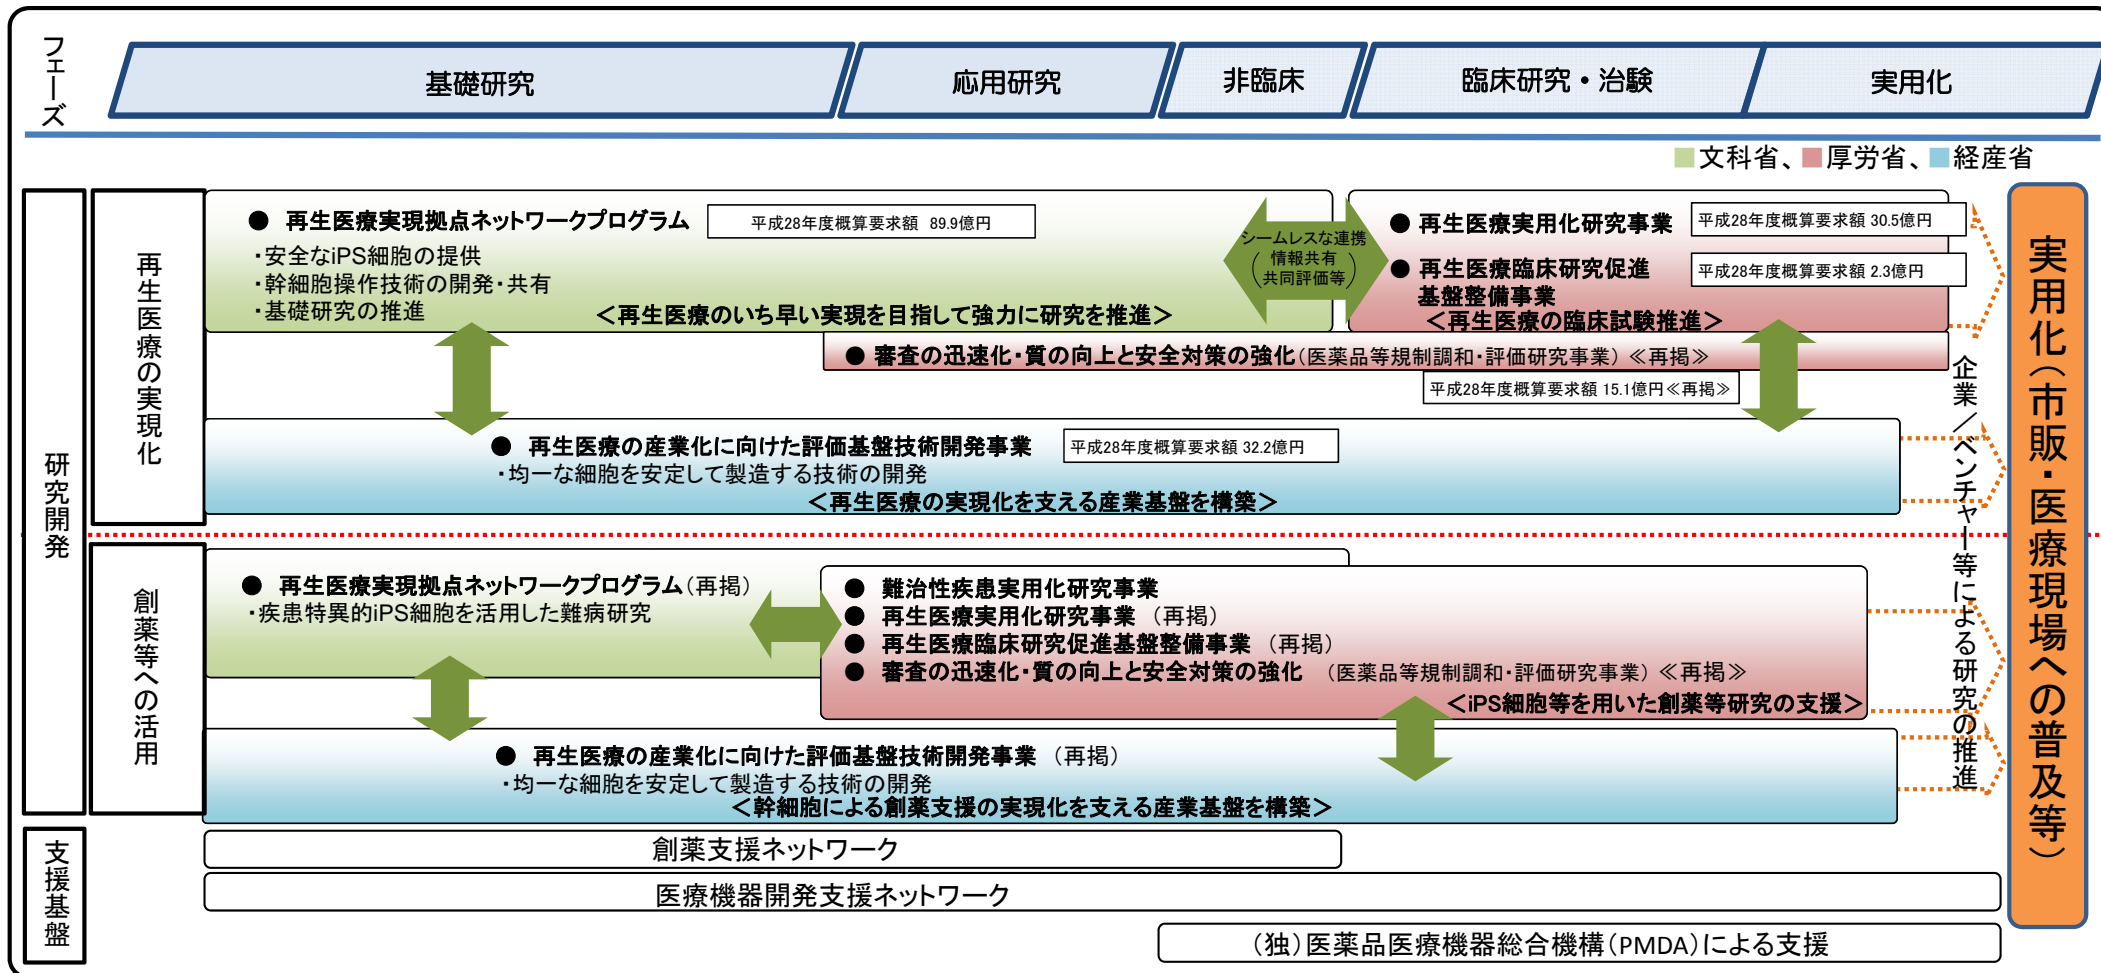 フェーズ
基礎研究
応用研究
非臨床
臨床研究・治験
実用化
文科省、厚労省、経産省
研究開発
再生医療の実現化
● 再生医療実現拠点ネットワークプログラム
平成28年度概算要求額 89.9億円
・安全なiPS細胞の提供
・幹細胞操作技術の開発・共有
・基礎研究の推進
＜再生医療のいち早い実現を目指して強力に研究を推進＞
シームレスな連携
（情報共有
共同評価等）
● 再生医療実用化研究事業
平成28年度概算要求額 30.5億円
● 再生医療臨床研究促進
基盤整備事業
平成28年度概算要求額 2.3億円
＜再生医療の臨床試験推進＞
● 審査の迅速化・質の向上と安全対策の強化（医薬品等規制調和・評価研究事業）≪再掲≫
平成28年度概算要求額 15.1億円≪再掲≫
● 再生医療の産業化に向けた評価基盤技術開発事業
平成28年度概算要求額 32.2億円
・均一な細胞を安定して製造する技術の開発
＜再生医療の実現化を支える産業基盤を構築＞
創薬等への活用
● 再生医療実現拠点ネットワークプログラム（再掲）
・疾患特異的iPS細胞を活用した難病研究
● 難治性疾患実用化研究事業
● 再生医療実用化研究事業（再掲）
● 再生医療臨床研究促進基盤整備事業（再掲）
● 審査の迅速化・質の向上と安全対策の強化（医薬品等規制調和・評価研究事業）≪再掲≫
＜iPS細胞等を用いた創薬等研究の支援＞
● 再生医療の産業化に向けた評価基盤技術開発事業（再掲）
・均一な細胞を安定して製造する技術の開発
＜幹細胞による創薬支援の実現化を支える産業基盤を構築＞
企業／ベンチャー等による研究の推進
実用化（市販・医療現場への普及等）
支援基盤
創薬支援ネットワーク
医療機器開発支援ネットワーク
（独）医薬品医療機器総合機構（PMDA）による支援